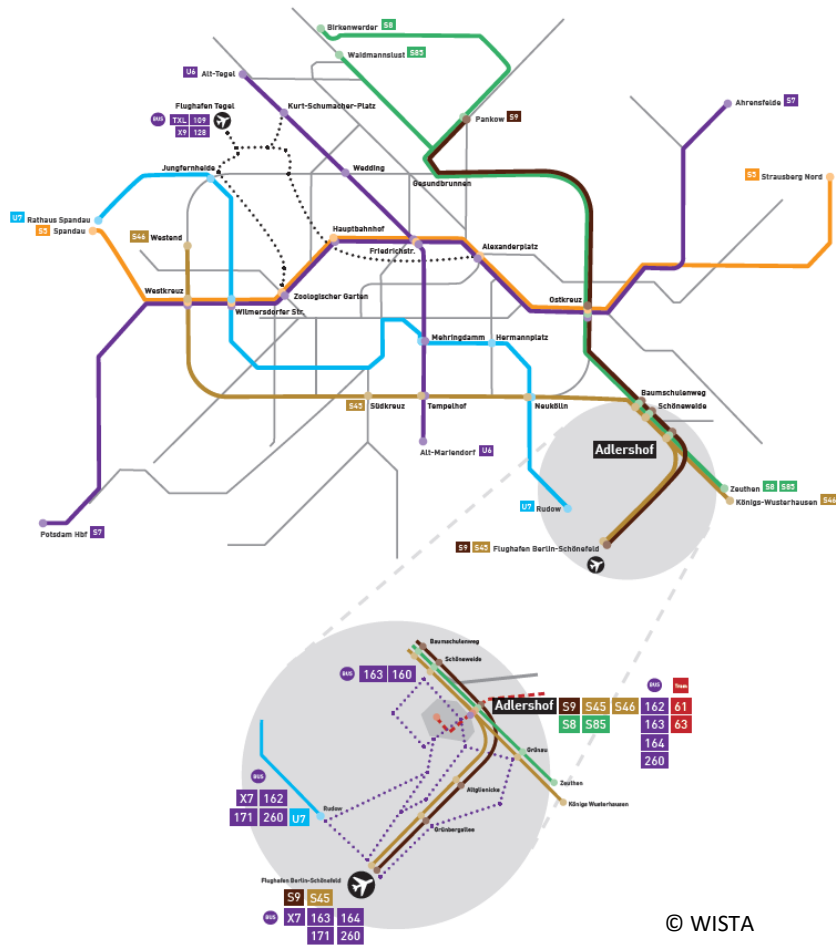 Birkenwerder S8
Waldmannslust S85
U6 Alt-Tegel
Flughafen Tegel
BUS TXL 109
X9 128
Kurt-Schumacher-Platz
Pankow S9
Ahrensfelde S7
Jungfernheide
Wedding
Gesundbrunnen
S5 Strausberg Nord
U7 Rathaus Spandau
S5 Spandau
S46 Westend
Hauptbahnhof
Friedrichstr.
Alexanderplatz
Westkreuz
Zoologischer Garten
Wilmersdorfer Str.
Ostkreuz
Mehringdamm
Hermannplatz
Baumschulenweg
Schöneweide
S45 Südkreuz
Tempelhof
Neukölln
Adlershof
Alt-Mariendorf U6
Zeuthen S8 S85
Königs-Wusterhausen S46
U7 Rudow
Potsdam Hbf S7
S9 S45 Flughafen Berlin-Schönefeld
Baumschulenweg
Schöneweide
BUS 163 160
BUS Tram
Adlershof S9 S45 S46 162 61
S8 S85 163 63
164
260
Grünau
Zeuthen
Königs Wusterhausen
Altglienicke
BUS
X7 162
171 260 U7
Rudow
Grünbergallee
Flughafen Berlin-Schönefeld
S9 S45
BUS X7 163 164
171 260
© WISTA